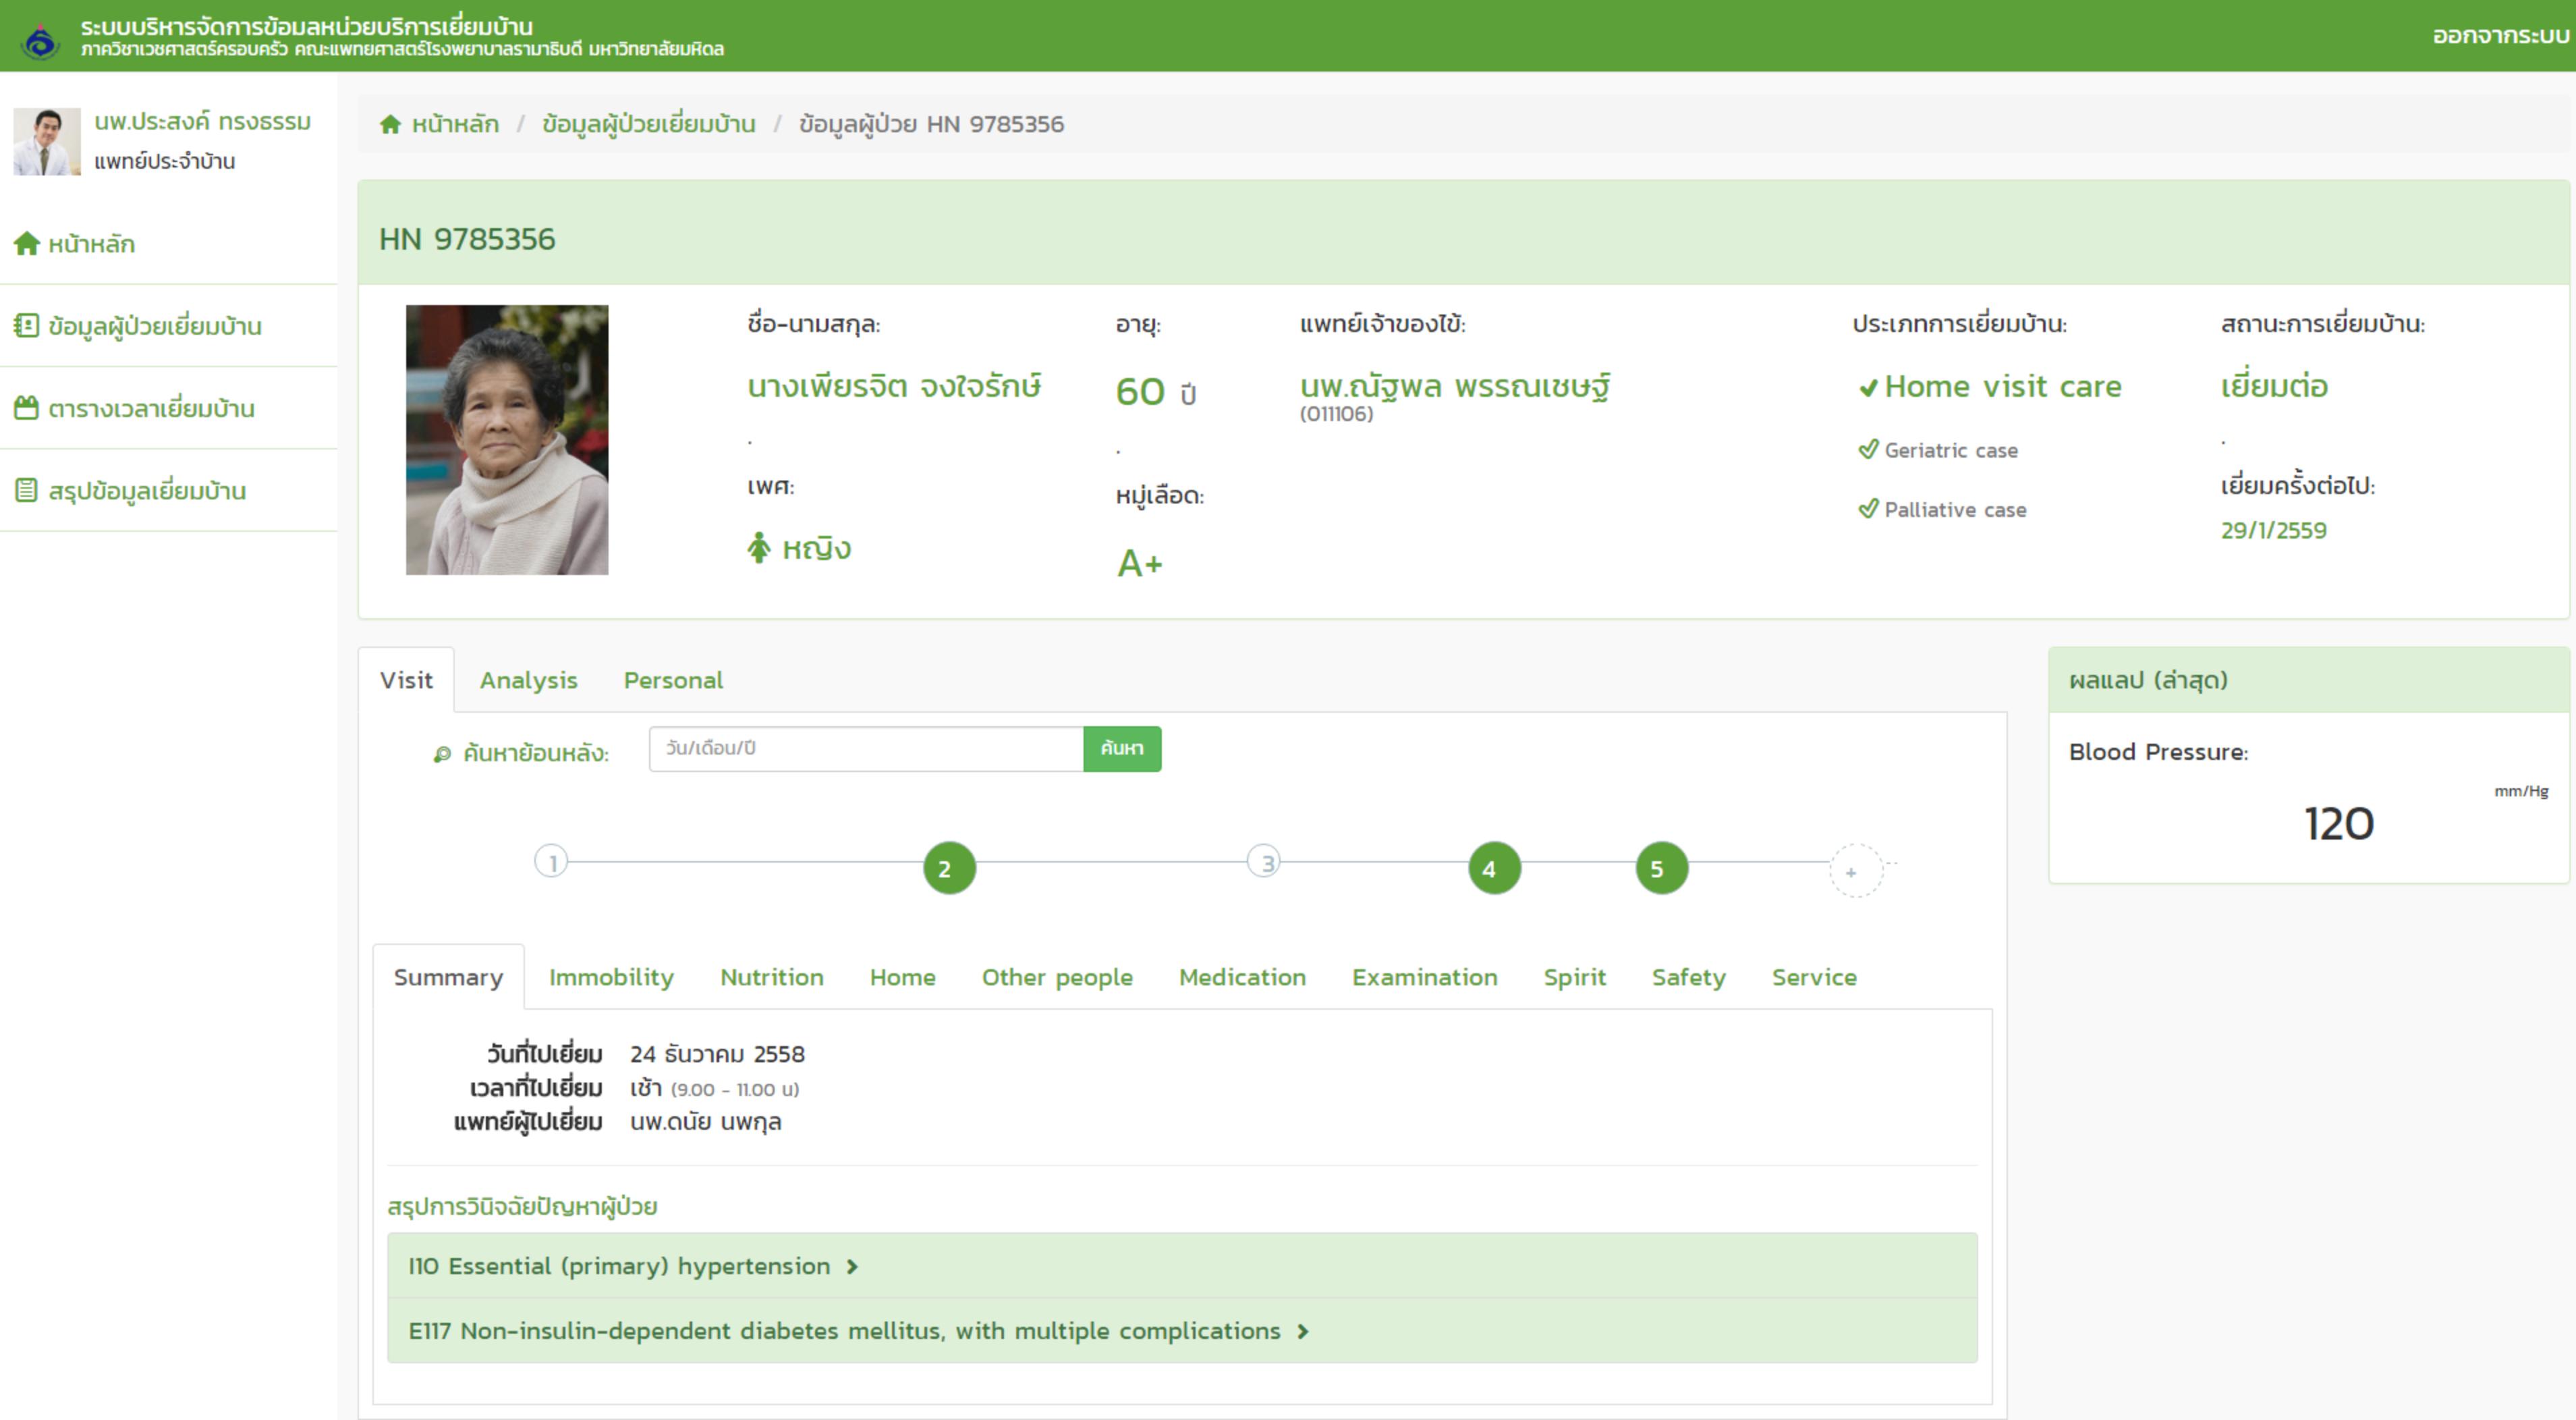 ระบบบริหารจัดการข้อมูลหน่วยบริการเยี่ยมบ้าน
ภาควิชาเวชศาสตร์ครอบครัว คณะแพทยศาสตร์โรงพยาบาลรามาธิบดี มหาวิทยาลัยมหิดล
ออกจากระบบ
นพ.ประสงค์ ทรงธรรม
แพทย์ประจำบ้าน
หน้าหลัก
ข้อมูลผู้ป่วยเยี่ยมบ้าน
ตารางเวลาเยี่ยมบ้าน
สรุปข้อมูลเยี่ยมบ้าน
หน้าหลัก / ข้อมูลผู้ป่วยเยี่ยมบ้าน / ข้อมูลผู้ป่วย HN 9785356
HN 9785356
ชื่อ-นามสกุล:
นางเพียรจิต จงใจรักษ์
.
เพศ:
หญิง
อายุ:
60 ปี
.
หมู่เลือด:
A+
แพทย์เจ้าของไข้:
นพ.ณัฐพล พรรณเชษฐ์
(011106)
ประเภทการเยี่ยมบ้าน:
Home visit care
Geriatric case
Palliative case
สถานะการเยี่ยมบ้าน:
เยี่ยมต่อ
.
เยี่ยมครั้งต่อไป:
29/1/2559
Visit Analysis Personal
ค้นหาย้อนหลัง: วัน/เดือน/ปี ค้นหา
1 2 3 4 5 +
Summary Immobility Nutrition Home Other people Medication Examination Spirit Safety Service
วันที่ไปเยี่ยม 24 ธันวาคม 2558
เวลาที่ไปเยี่ยม เช้า (9.00 - 11.00 น)
แพทย์ผู้ไปเยี่ยม นพ.ดนัย นพกุล
สรุปการวินิจฉัยปัญหาผู้ป่วย
I10 Essential (primary) hypertension
E117 Non-insulin-dependent diabetes mellitus, with multiple complications
ผลแลป (ล่าสุด)
Blood Pressure:
mm/Hg
120